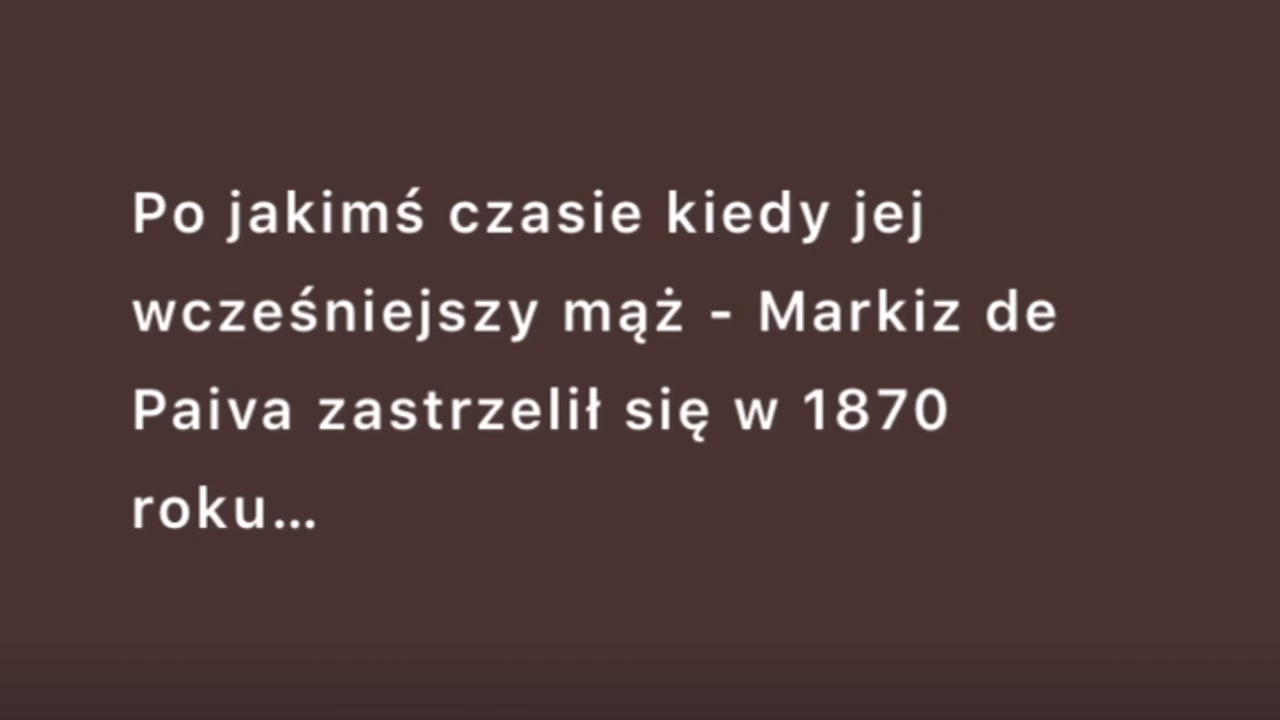 Po jakimś czasie kiedy jej
wcześniejszy mąż - Markiz de
Paiva zastrzelił się w 1870
roku...